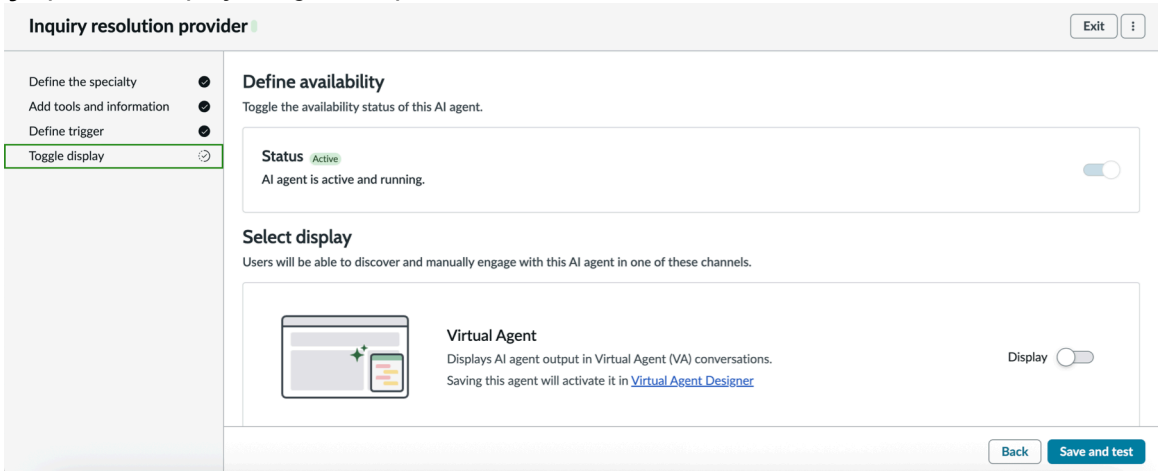 Inquiry resolution provider
Exit
Define the specialty
Add tools and information
Define trigger
Toggle display
Define availability
Toggle the availability status of this AI agent.
Status Active
AI agent is active and running.
Select display
Users will be able to discover and manually engage with this AI agent in one of these channels.
Virtual Agent
Displays AI agent output in Virtual Agent (VA) conversations.
Saving this agent will activate it in Virtual Agent Designer
Display
Back
Save and test